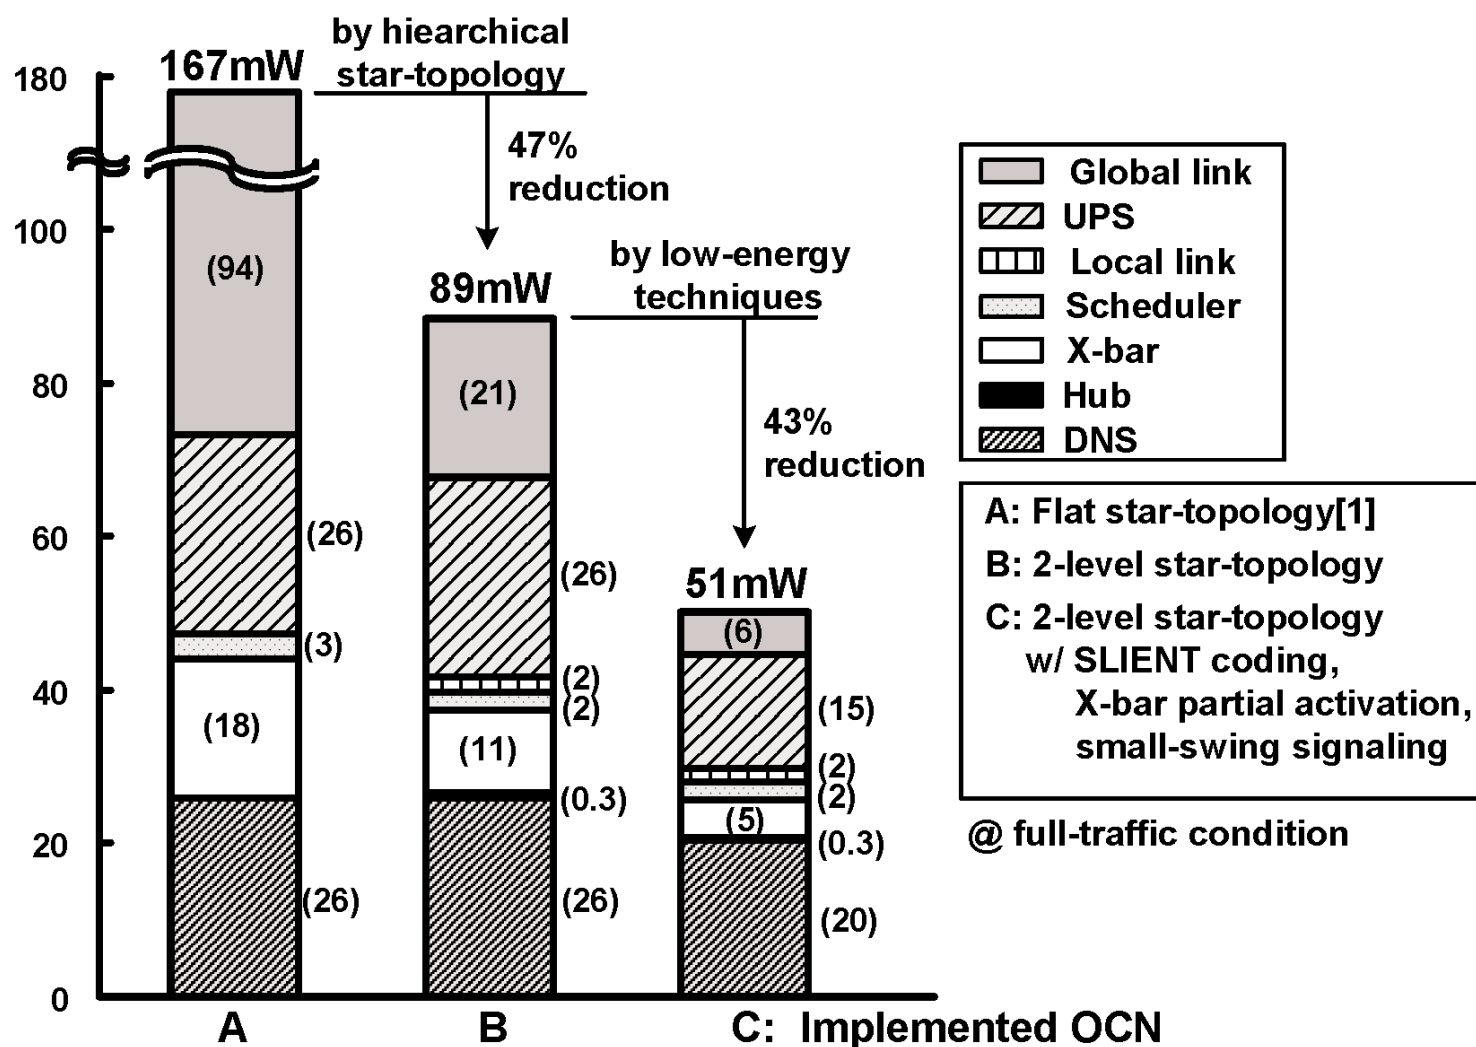 by hiearchical
star-topology
167mW
180
47%
reduction
100
(94)
89mW
by low-energy
techniques
80
(21)
43%
reduction
60
(26)
(26)
51mW
(6)
(3)
(2)
(2)
40
(18)
(11)
(15)
(2)
(2)
(0.3)
(5)
(0.3)
20
(26)
(26)
(20)
0
A
B
C: Implemented OCN
Global link
UPS
Local link
Scheduler
X-bar
Hub
DNS
A: Flat star-topology[1]
B: 2-level star-topology
C: 2-level star-topology
w/ SLIENT coding,
X-bar partial activation,
small-swing signaling
@ full-traffic condition